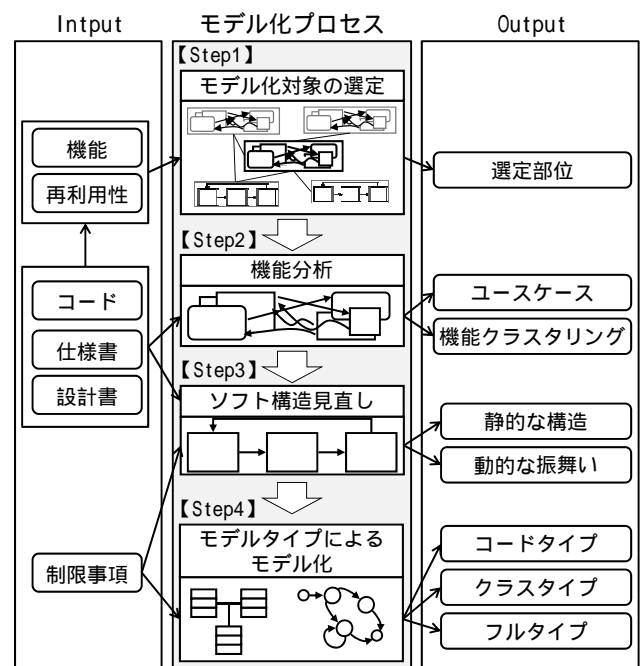 Intput
モデル化プロセス
Output
【Step1】
モデル化対象の選定
機能
再利用性
選定部位
【Step2】
機能分析
コード
仕様書
設計書
ユースケース
機能クラスタリング
【Step3】
ソフト構造見直し
静的な構造
動的な振舞い
【Step4】
モデルタイプによる
モデル化
制限事項
コードタイプ
クラスタイプ
フルタイプ